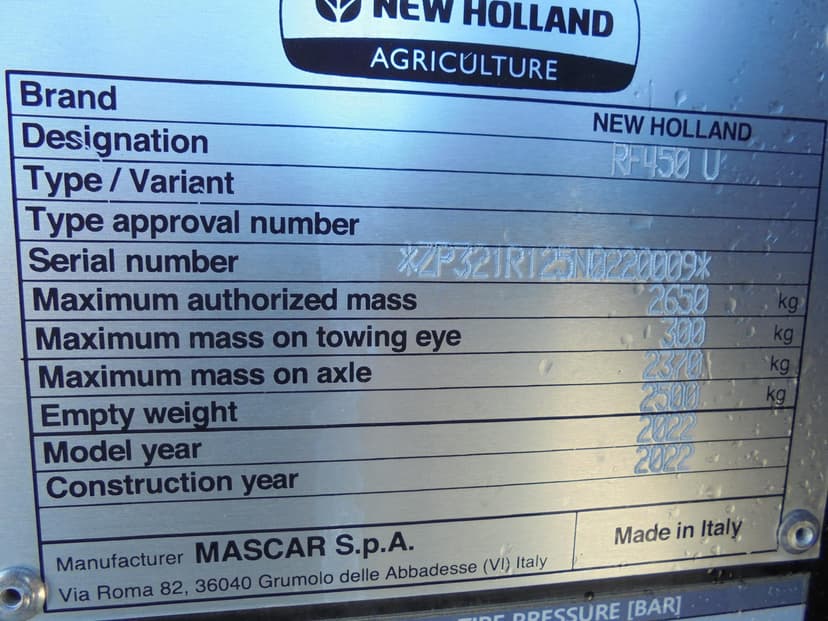 NEW HOLLAND
AGRICULTURE
Brand NEW HOLLAND
Designation RF450 U
Type / Variant
Type approval number
Serial number *ZP321R125N0220009*
Maximum authorized mass 2650 kg
Maximum mass on towing eye 300 kg
Maximum mass on axle 2370 kg
Empty weight 2500 kg
Model year 2022
Construction year 2022
Manufacturer MASCAR S.p.A.
Via Roma 82, 36040 Grumolo delle Abbadesse (VI) Italy
Made in Italy
TIRE PRESSURE [BAR]